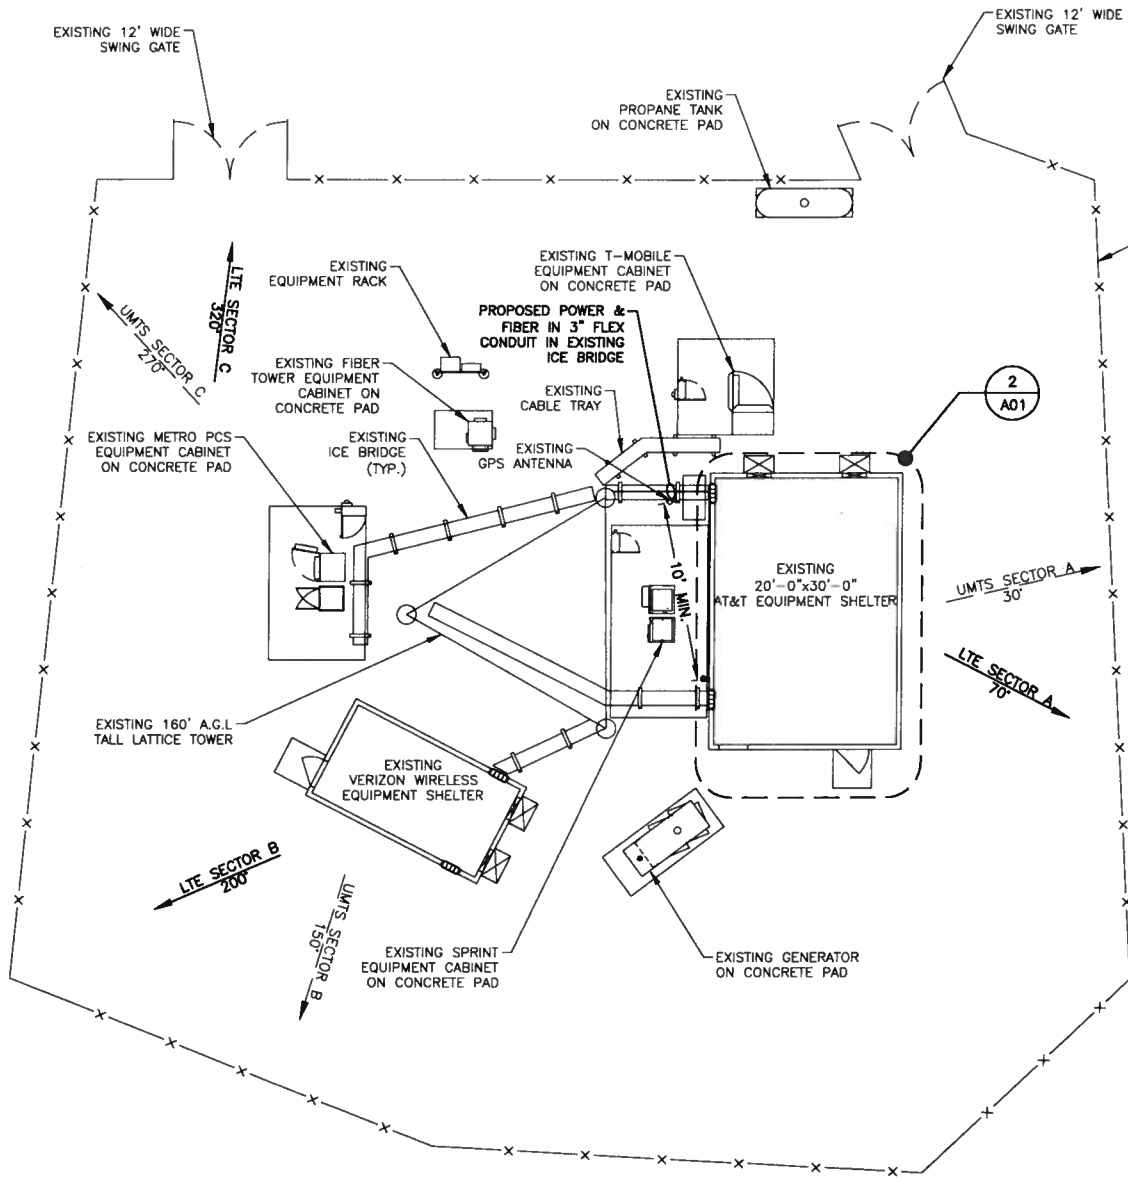 EXISTING 12' WIDE
SWING GATE
EXISTING 12' WIDE
SWING GATE
EXISTING
PROPANE TANK
ON CONCRETE PAD
EXISTING T-MOBILE
EQUIPMENT CABINET
ON CONCRETE PAD
EXISTING
EQUIPMENT RACK
LTE SECTOR C
320°
UMTS SECTOR C
270°
PROPOSED POWER &
FIBER IN 3" FLEX
CONDUIT IN EXISTING
ICE BRIDGE
EXISTING FIBER
TOWER EQUIPMENT
CABINET ON
CONCRETE PAD
EXISTING
CABLE TRAY
2
A01
EXISTING METRO PCS
EQUIPMENT CABINET
ON CONCRETE PAD
EXISTING
ICE BRIDGE
(TYP.)
EXISTING
GPS ANTENNA
10' MIN.
EXISTING
20'-0"x30'-0"
AT&T EQUIPMENT SHELTER
UMTS SECTOR A
30°
LTE SECTOR A
70°
EXISTING 160' A.G.L
TALL LATTICE TOWER
EXISTING
VERIZON WIRELESS
EQUIPMENT SHELTER
LTE SECTOR B
200°
UMTS SECTOR B
150°
EXISTING SPRINT
EQUIPMENT CABINET
ON CONCRETE PAD
EXISTING GENERATOR
ON CONCRETE PAD